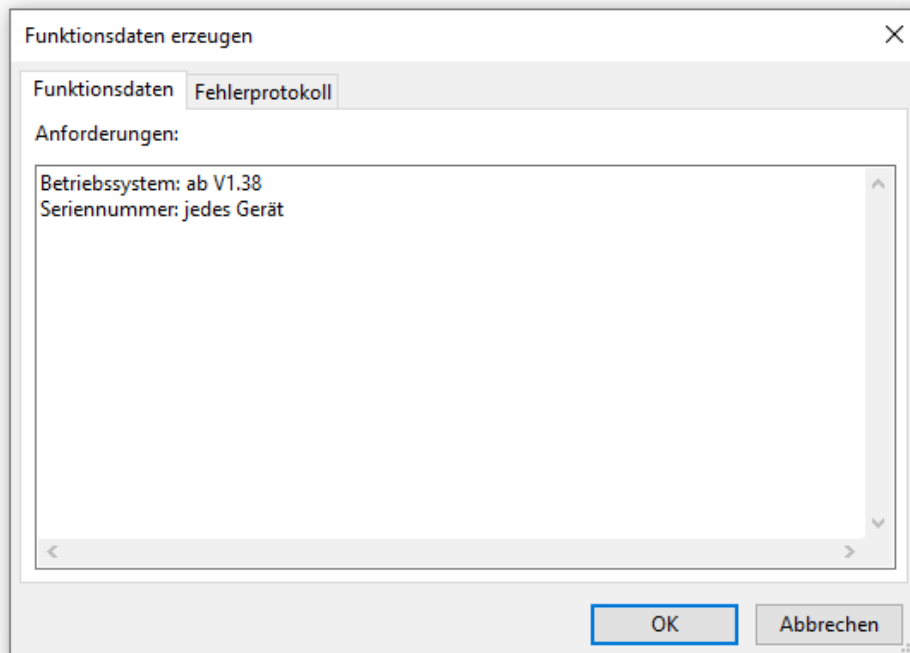 Funktionsdaten erzeugen
Funktionsdaten Fehlerprotokoll
Anforderungen:
Betriebssystem: ab V1.38
Seriennummer: jedes Gerät
OK Abbrechen